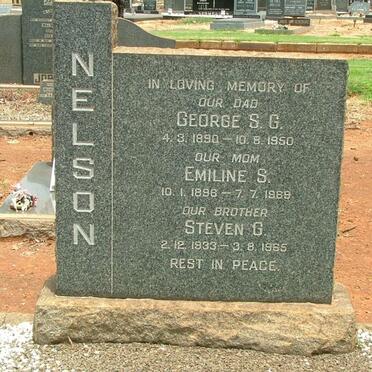 NELSON
IN LOVING MEMORY OF
OUR DAD
GEORGE S. G.
4. 3. 1890 – 10. 8. 1950
OUR MOM
EMILINE S.
10. 1. 1896 – 7. 7. 1969
OUR BROTHER
STEVEN G.
2. 12. 1933 – 3. 8. 1965
REST IN PEACE.